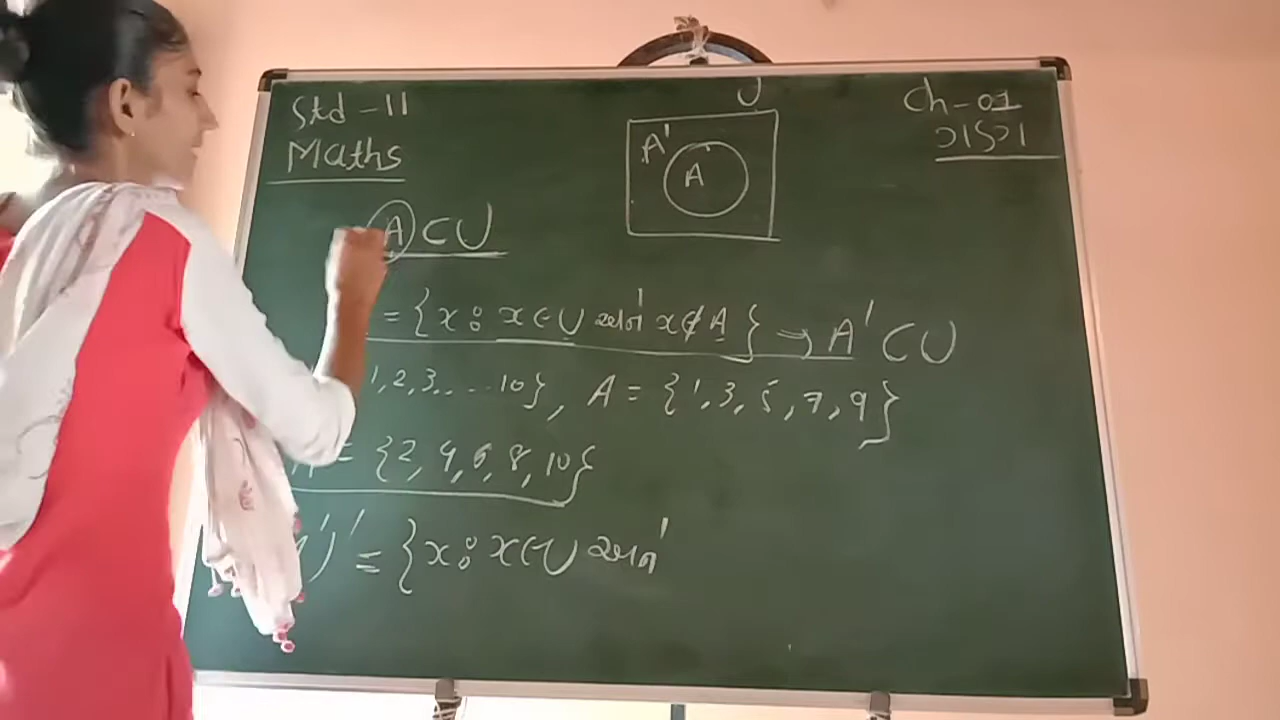 Std - 11
Maths
Ch-01
ગણ
U
A'
A
A ⊂ U
= {x : x ∈ U અને x ∉ A} → A' ⊂ U
1, 2, 3, ... 10}, A = {1, 3, 5, 7, 9}
= {2, 4, 6, 8, 10}
)' = {x : x ∈ U